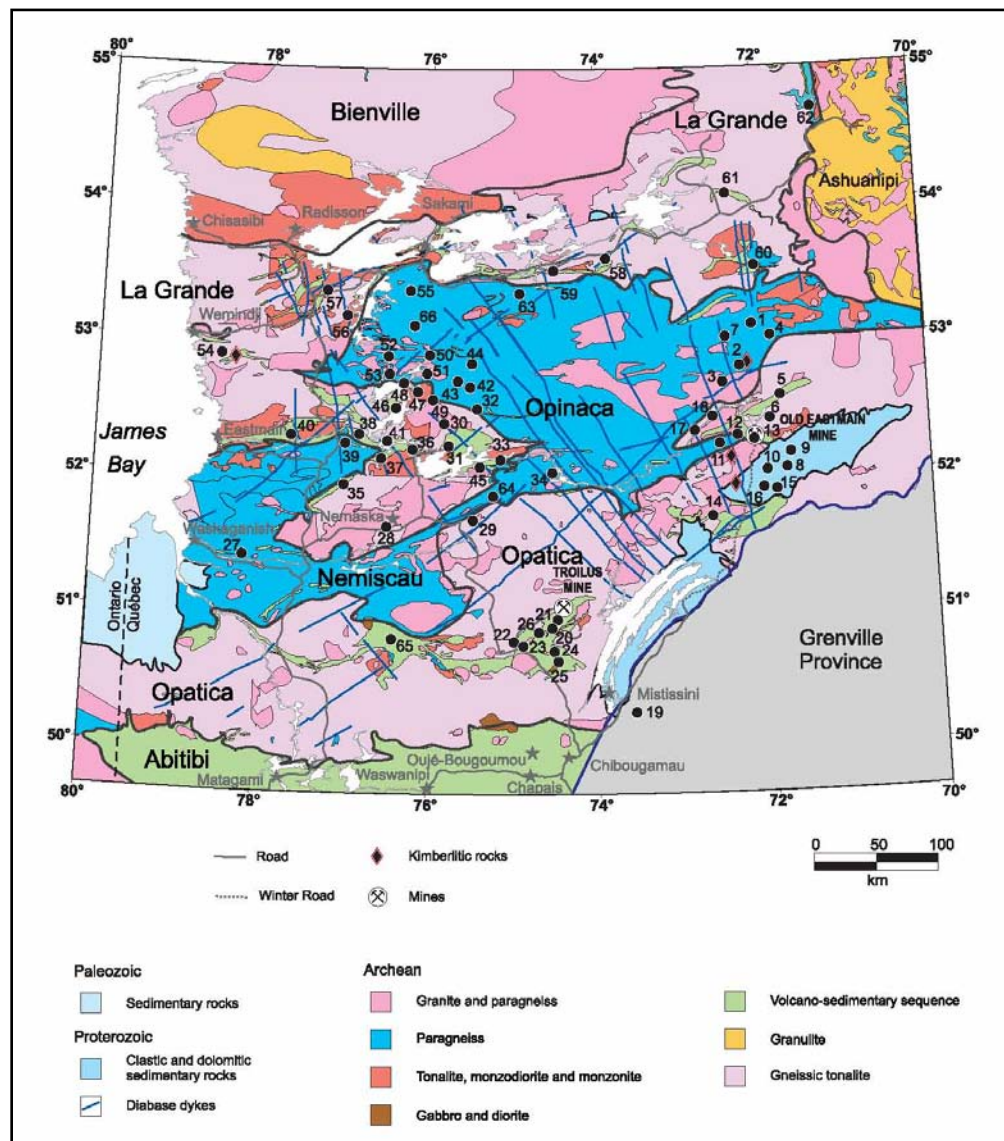 80° 78° 76° 74° 72° 70°
55° 55°
Bienville
La Grande
62
Ashuanipi
61
54° 54°
Chisasibi Radisson Sakami
60
58
59
La Grande
57 55 63
Wemindji 56 66
53° 53°
7 1 4
54 52 50 44 2
53 51 3
48 43 42 5
46 47 49 32 Opinaca 18 6
OLD EASTMAIN
MINE
Eastmain 40 38 41 36 30 17 12 13
James
Bay
39 37 31 33 11 10 9
52° 52°
35 45 34 8
64 16 15
Nemaska 14
Waskaganish 28 29
27 Opatica
Nemiscau TROILUS
MINE
Ontario
Québec
51° 51°
21
26 20
22 23 24
65 25
Grenville
Province
Opatica
Mistissini
19
50° 50°
Abitibi Oujé-Bougoumou
Chibougamau
Matagami Waswanipi Chapais
80° 78° 76° 74° 72° 70°
Road Kimberlitic rocks 0 50 100
km
Winter Road Mines
Paleozoic
Sedimentary rocks
Proterozoic
Clastic and dolomitic
sedimentary rocks
Diabase dykes
Archean
Granite and paragneiss
Paragneiss
Tonalite, monzodiorite and monzonite
Gabbro and diorite
Volcano-sedimentary sequence
Granulite
Gneissic tonalite